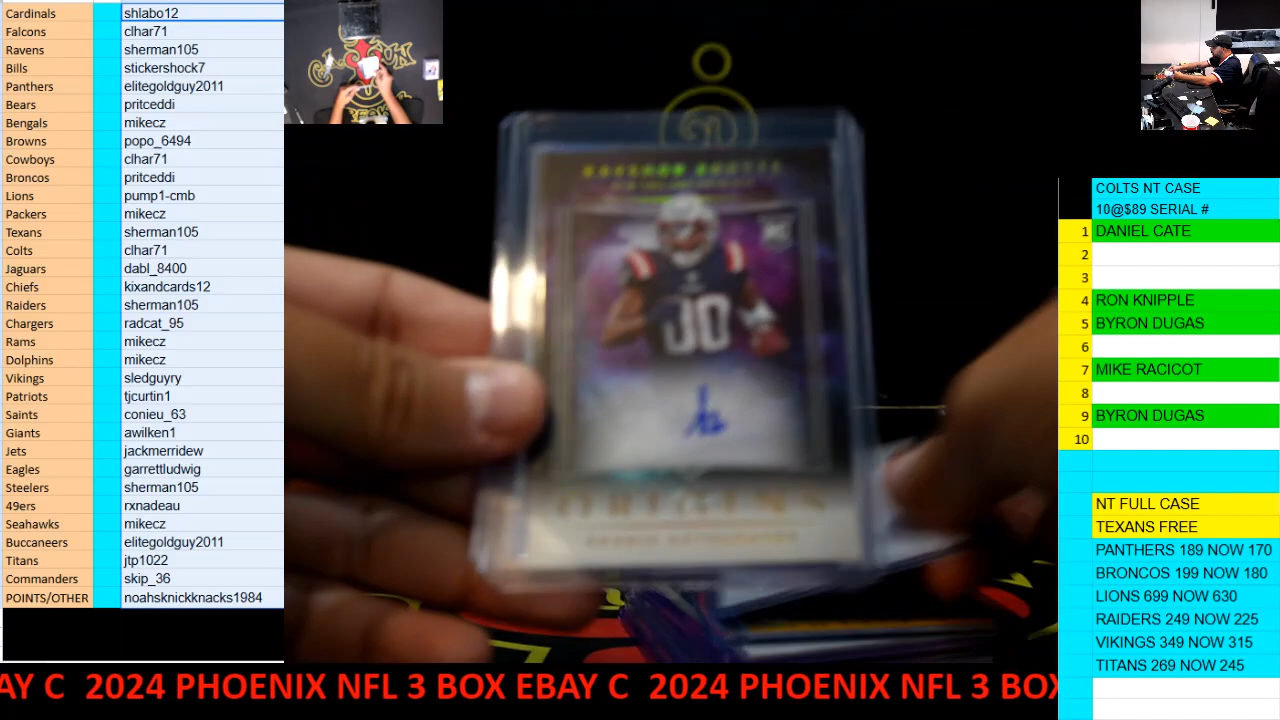 Cardinals shlabo12
Falcons clhar71
Ravens sherman105
Bills stickershock7
Panthers elitegoldguy2011
Bears pritceddi
Bengals mikecz
Browns popo_6494
Cowboys clhar71
Broncos pritceddi
Lions pump1-cmb
Packers mikecz
Texans sherman105
Colts clhar71
Jaguars dabl_8400
Chiefs kixandcards12
Raiders sherman105
Chargers radcat_95
Rams mikecz
Dolphins mikecz
Vikings sledguyry
Patriots tjcurtin1
Saints conieu_63
Giants awilken1
Jets jackmerridew
Eagles garrettludwig
Steelers sherman105
49ers rxnadeau
Seahawks mikecz
Buccaneers elitegoldguy2011
Titans jtp1022
Commanders skip_36
POINTS/OTHER noahsknickknacks1984
RC
COLTS NT CASE
10@$89 SERIAL #
1 DANIEL CATE
2
3
4 RON KNIPPLE
5 BYRON DUGAS
6
7 MIKE RACICOT
8
9 BYRON DUGAS
10
NT FULL CASE
TEXANS FREE
PANTHERS 189 NOW 170
BRONCOS 199 NOW 180
LIONS 699 NOW 630
RAIDERS 249 NOW 225
VIKINGS 349 NOW 315
TITANS 269 NOW 245
AY C 2024 PHOENIX NFL 3 BOX EBAY C 2024 PHOENIX NFL 3 BOX